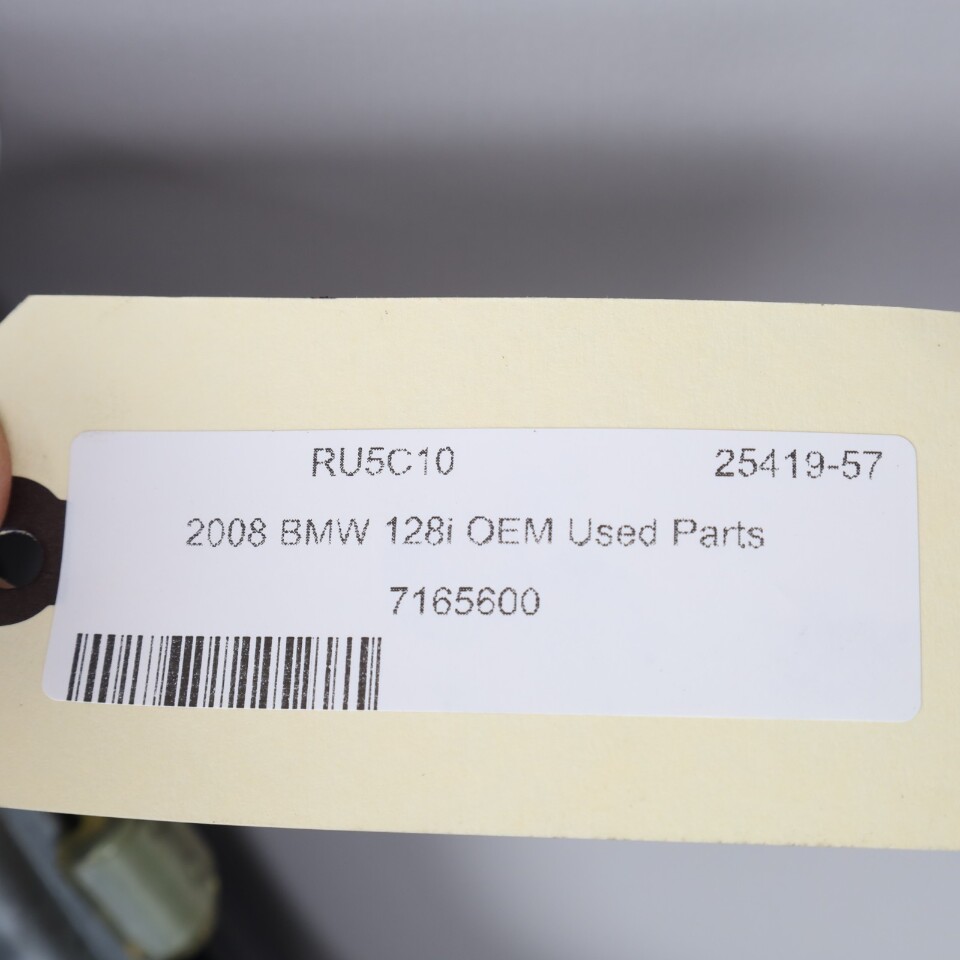 RU5C10 25419-57
2008 BMW 128i OEM Used Parts
7165600